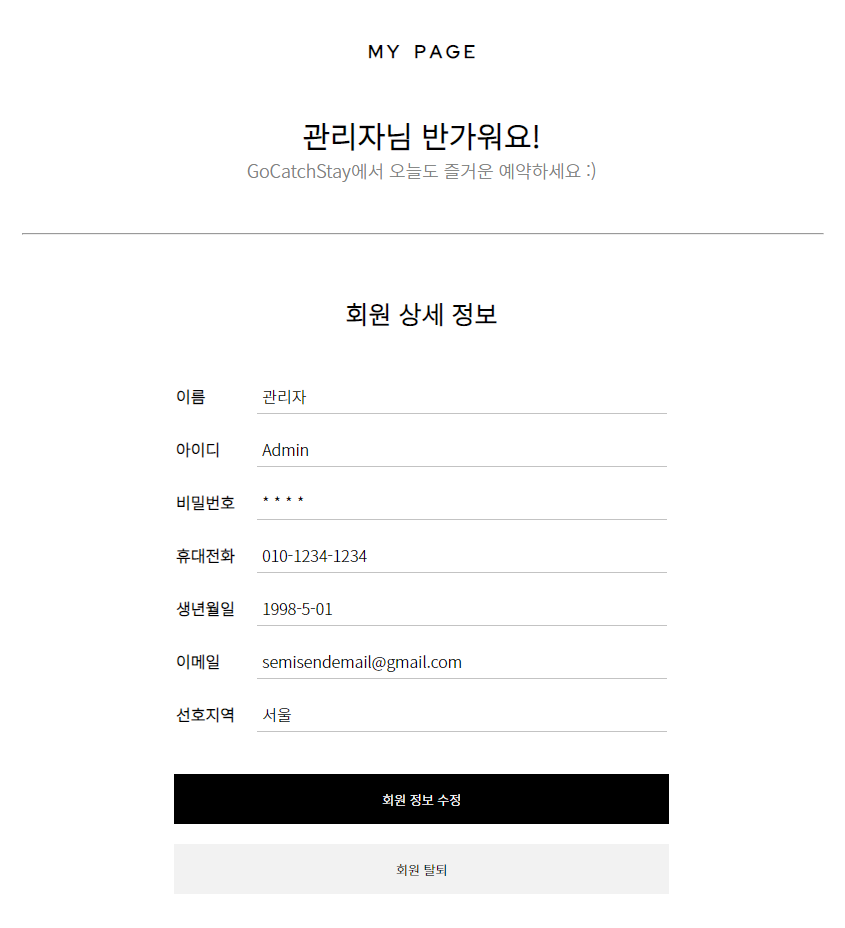 MY PAGE
관리자님 반가워요!
GoCatchStay에서 오늘도 즐거운 예약하세요 :)
회원 상세 정보
이름 관리자
아이디 Admin
비밀번호 * * * *
휴대전화 010-1234-1234
생년월일 1998-5-01
이메일 semisendemail@gmail.com
선호지역 서울
회원 정보 수정
회원 탈퇴